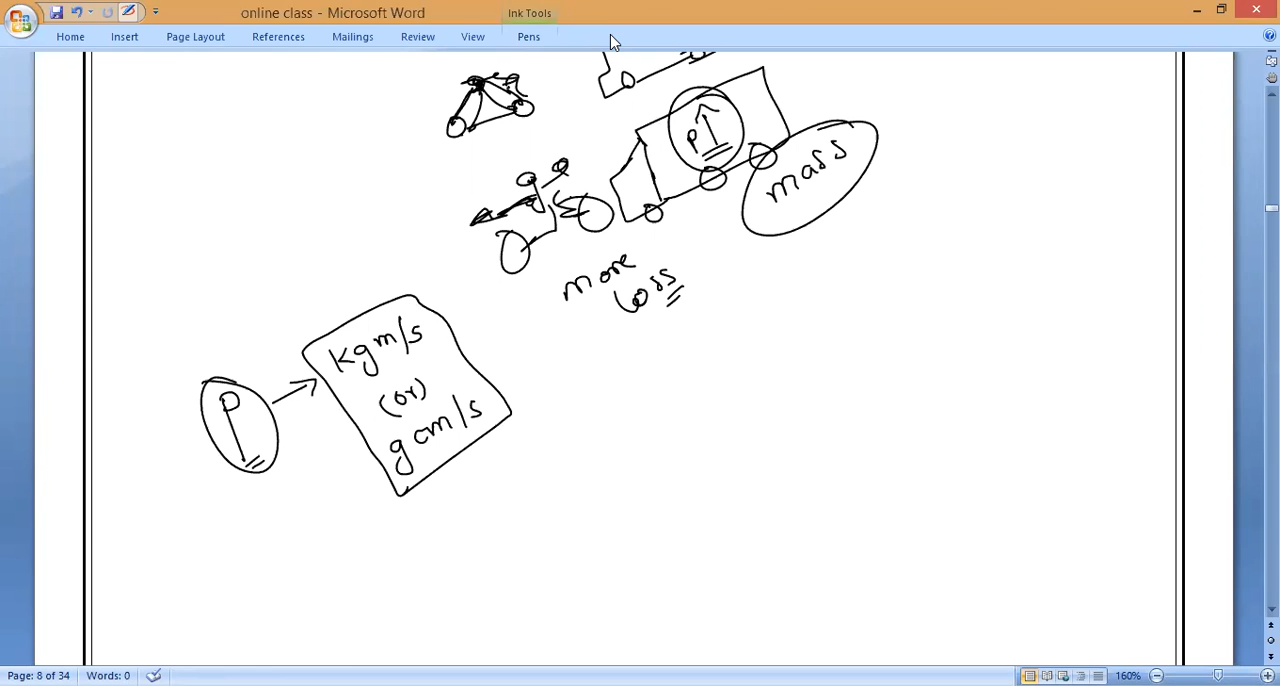 online class - Microsoft Word
Ink Tools
Home Insert Page Layout References Mailings Review View Pens
P
mass
more
Loss
kgm/s
(or)
gcm/s
P
Page: 8 of 34 Words: 0 160%